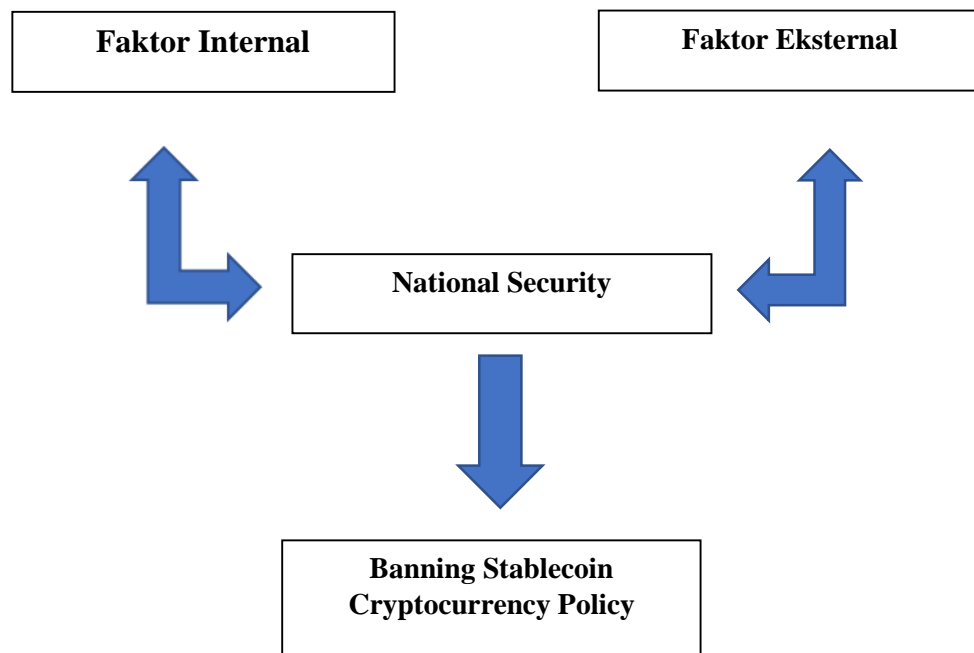 Faktor Internal
Faktor Eksternal
National Security
Banning Stablecoin
Cryptocurrency Policy